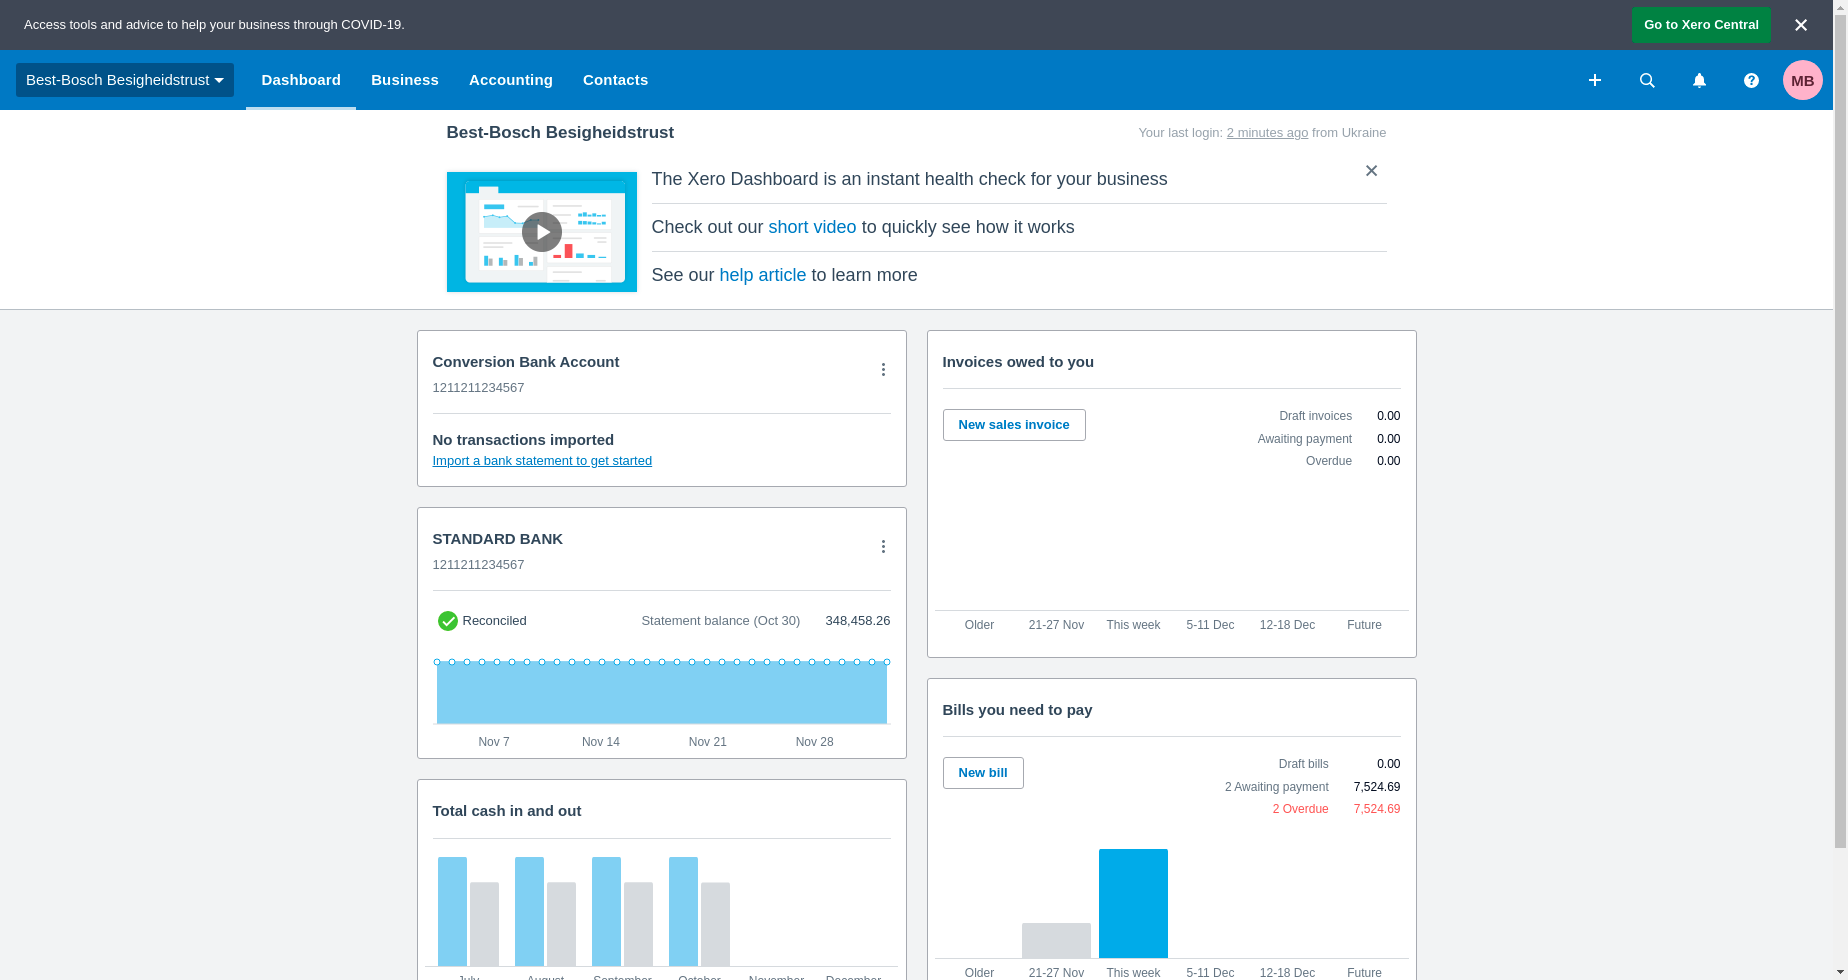 Access tools and advice to help your business through COVID-19.
Go to Xero Central
Best-Bosch Besigheidstrust
Dashboard
Business
Accounting
Contacts
MB
Best-Bosch Besigheidstrust
Your last login: 2 minutes ago from Ukraine
The Xero Dashboard is an instant health check for your business
Check out our short video to quickly see how it works
See our help article to learn more
Conversion Bank Account
1211211234567
No transactions imported
Import a bank statement to get started
STANDARD BANK
1211211234567
Reconciled
Statement balance (Oct 30) 348,458.26
Nov 7 Nov 14 Nov 21 Nov 28
Total cash in and out
July August September October November December
Invoices owed to you
New sales invoice
Draft invoices 0.00
Awaiting payment 0.00
Overdue 0.00
Older 21-27 Nov This week 5-11 Dec 12-18 Dec Future
Bills you need to pay
New bill
Draft bills 0.00
2 Awaiting payment 7,524.69
2 Overdue 7,524.69
Older 21-27 Nov This week 5-11 Dec 12-18 Dec Future